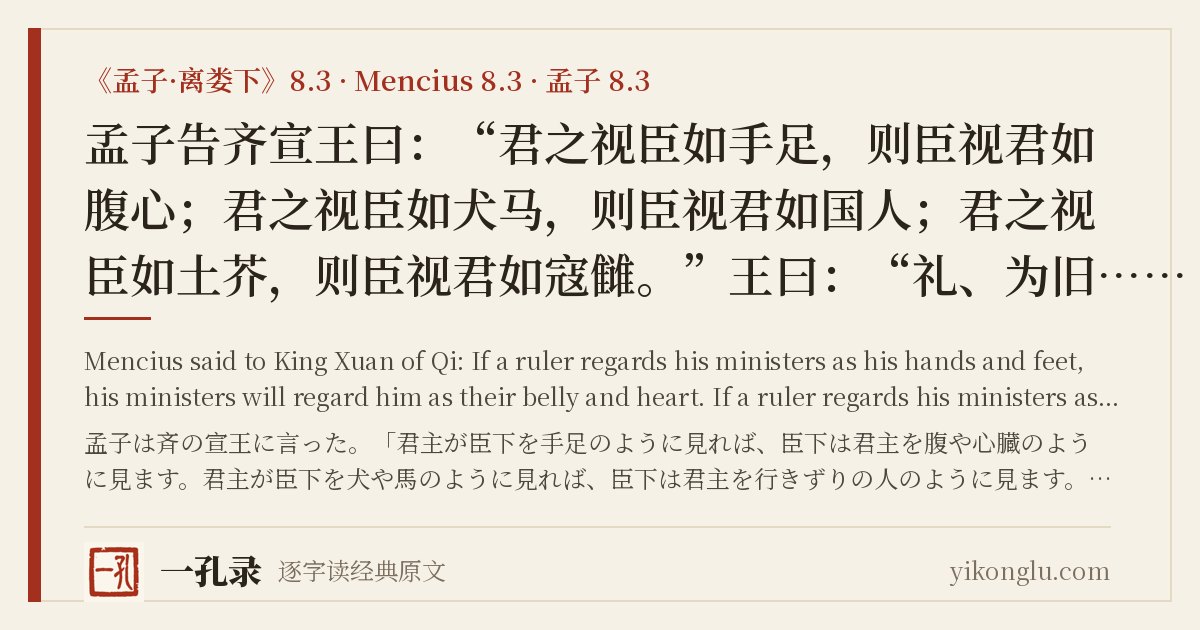 《孟子·离娄下》8.3 · Mencius 8.3 · 孟子 8.3
孟子告齐宣王曰：“君之视臣如手足，则臣视君如
腹心；君之视臣如犬马，则臣视君如国人；君之视
臣如土芥，则臣视君如寇雠。”王曰：“礼、为旧……
Mencius said to King Xuan of Qi: If a ruler regards his ministers as his hands and feet,
his ministers will regard him as their belly and heart. If a ruler regards his ministers as...
孟子は斉の宣王に言った。「君主が臣下を手足のように見れば、臣下は君主を腹や心臓のよう
に見ます。君主が臣下を犬や馬のように見れば、臣下は君主を行きずりの人のように見ます。…
一孔
一孔录 逐字读经典原文
yikonglu.com